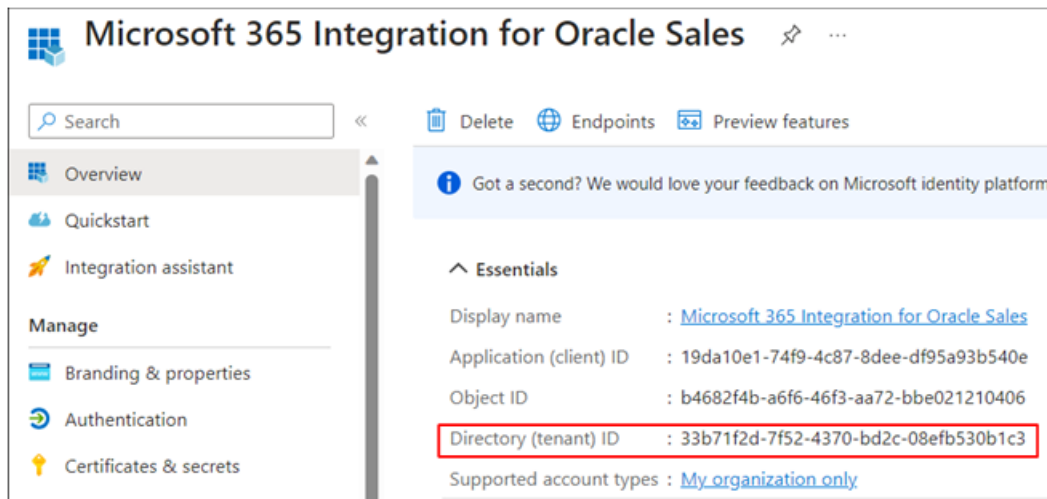 Microsoft 365 Integration for Oracle Sales
Search
Overview
Quickstart
Integration assistant
Manage
Branding & properties
Authentication
Certificates & secrets
Delete Endpoints Preview features
Got a second? We would love your feedback on Microsoft identity platform
Essentials
Display name : Microsoft 365 Integration for Oracle Sales
Application (client) ID : 19da10e1-74f9-4c87-8dee-df95a93b540e
Object ID : b4682f4b-a6f6-46f3-aa72-bbe021210406
Directory (tenant) ID : 33b71f2d-7f52-4370-bd2c-08efb530b1c3
Supported account types : My organization only